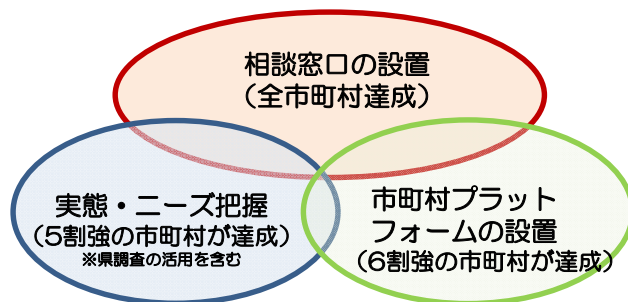 相談窓口の設置
（全市町村達成）
実態・ニーズ把握
（5割強の市町村が達成）
※県調査の活用を含む
市町村プラット
フォームの設置
（6割強の市町村が達成）